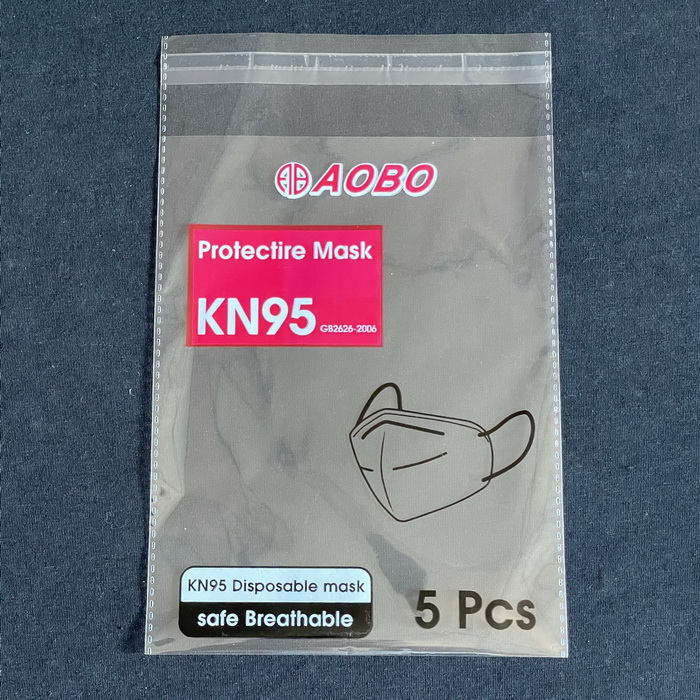 AOBO
Protectire Mask
KN95 GB2626-2006
KN95 Disposable mask
safe Breathable
5 Pcs